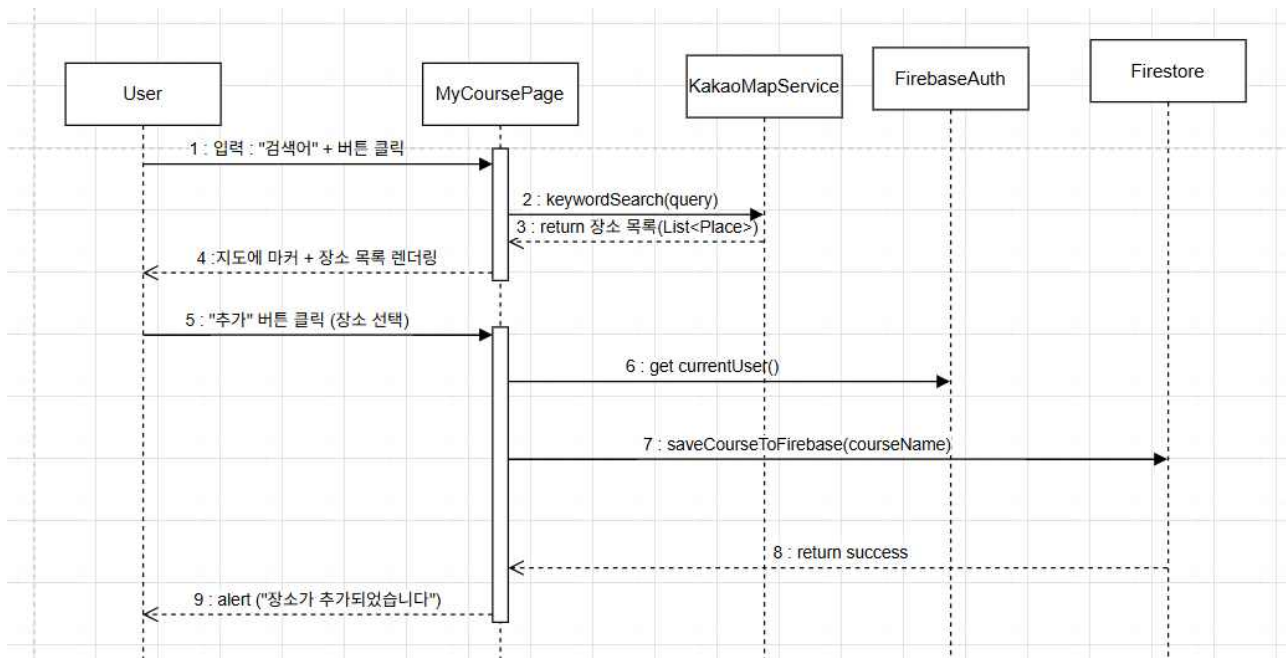 User
MyCoursePage
KakaoMapService
FirebaseAuth
Firestore
1 : 입력 : "검색어" + 버튼 클릭
2 : keywordSearch(query)
3 : return 장소 목록(List<Place>)
4 :지도에 마커 + 장소 목록 렌더링
5 : "추가" 버튼 클릭 (장소 선택)
6 : get currentUser()
7 : saveCourseToFirebase(courseName)
8 : return success
9 : alert ("장소가 추가되었습니다")